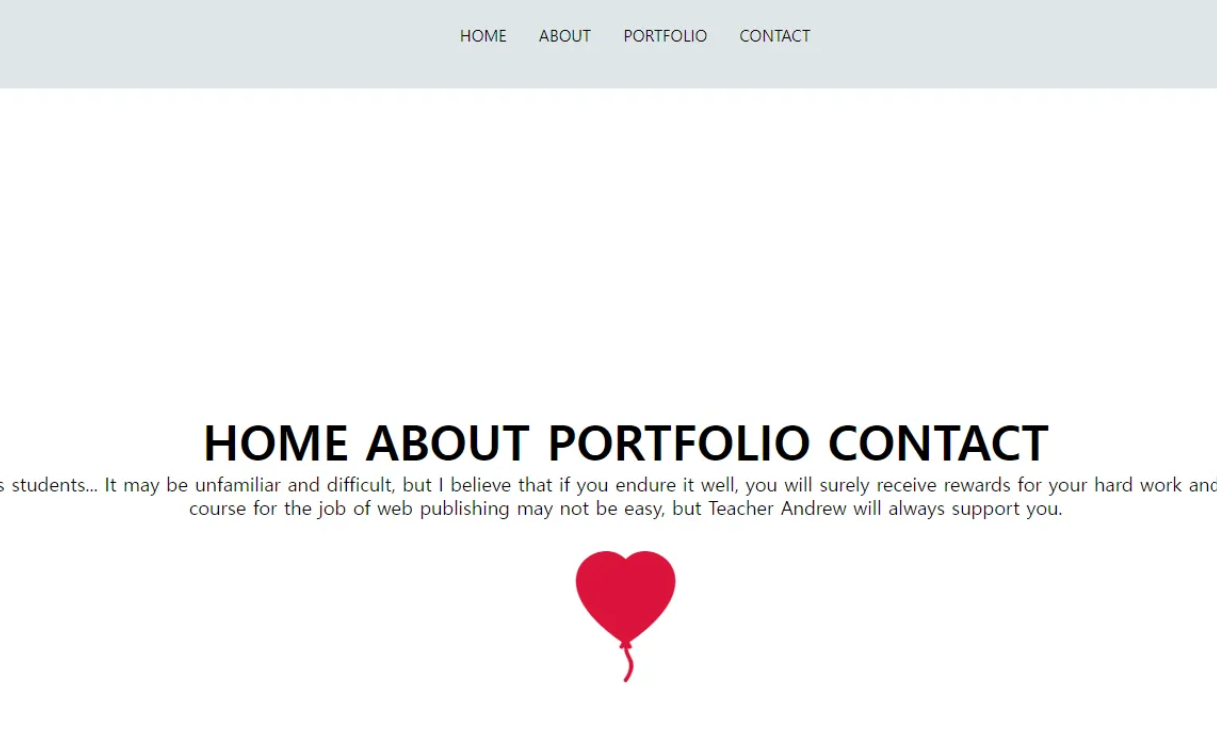 HOME ABOUT PORTFOLIO CONTACT
HOME ABOUT PORTFOLIO CONTACT
students... It may be unfamiliar and difficult, but I believe that if you endure it well, you will surely receive rewards for your hard work and
course for the job of web publishing may not be easy, but Teacher Andrew will always support you.